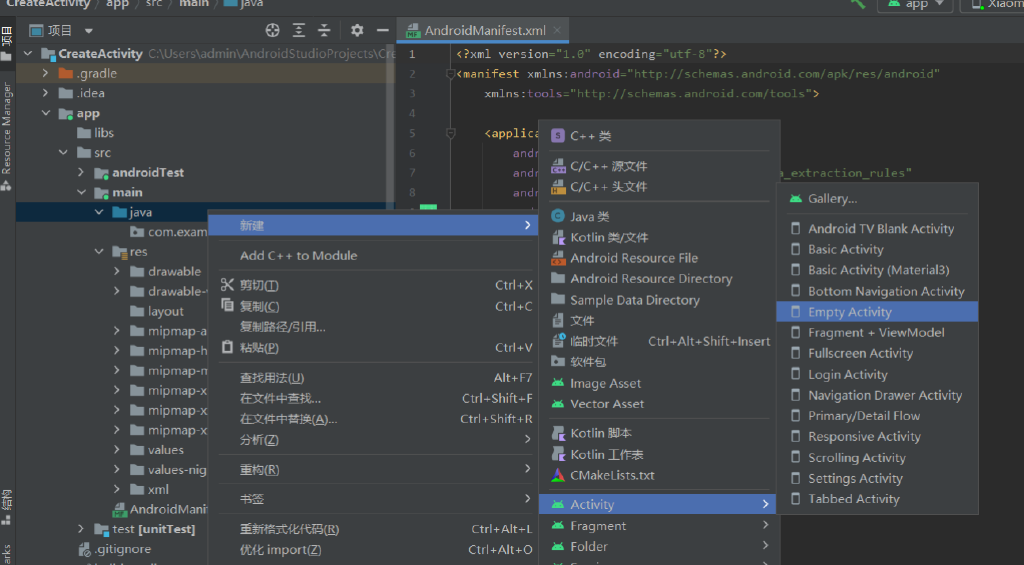 CreateActivity > app > src > main > java
app
Xiaom
项目
AndroidManifest.xml
项目
Resource Manager
结构
marks
CreateActivity C:\Users\admin\AndroidStudioProjects\Cre
.gradle
.idea
app
libs
src
androidTest
main
java
com.exam
res
drawable
drawable-
layout
mipmap-a
mipmap-h
mipmap-m
mipmap-x
mipmap-x
mipmap-x
values
values-nig
xml
AndroidManif
test [unitTest]
.gitignore
1 <?xml version="1.0" encoding="utf-8"?>
2 <manifest xmlns:android="http://schemas.android.com/apk/res/android"
3 xmlns:tools="http://schemas.android.com/tools">
4
5 <applica
6 andr
7 andr
8 andr
a_extraction_rules"
新建
Add C++ to Module
剪切(T) Ctrl+X
复制(C) Ctrl+C
复制路径/引用...
粘贴(P) Ctrl+V
查找用法(U) Alt+F7
在文件中查找... Ctrl+Shift+F
在文件中替换(A)... Ctrl+Shift+R
分析(Z)
重构(R)
书签
重新格式化代码(R) Ctrl+Alt+L
优化 import(Z) Ctrl+Alt+O
C++ 类
C/C++ 源文件
C/C++ 头文件
Java 类
Kotlin 类/文件
Android Resource File
Android Resource Directory
Sample Data Directory
文件
临时文件 Ctrl+Alt+Shift+Insert
软件包
Image Asset
Vector Asset
Kotlin 脚本
Kotlin 工作表
CMakeLists.txt
Activity
Fragment
Folder
Gallery...
Android TV Blank Activity
Basic Activity
Basic Activity (Material3)
Bottom Navigation Activity
Empty Activity
Fragment + ViewModel
Fullscreen Activity
Login Activity
Navigation Drawer Activity
Primary/Detail Flow
Responsive Activity
Scrolling Activity
Settings Activity
Tabbed Activity